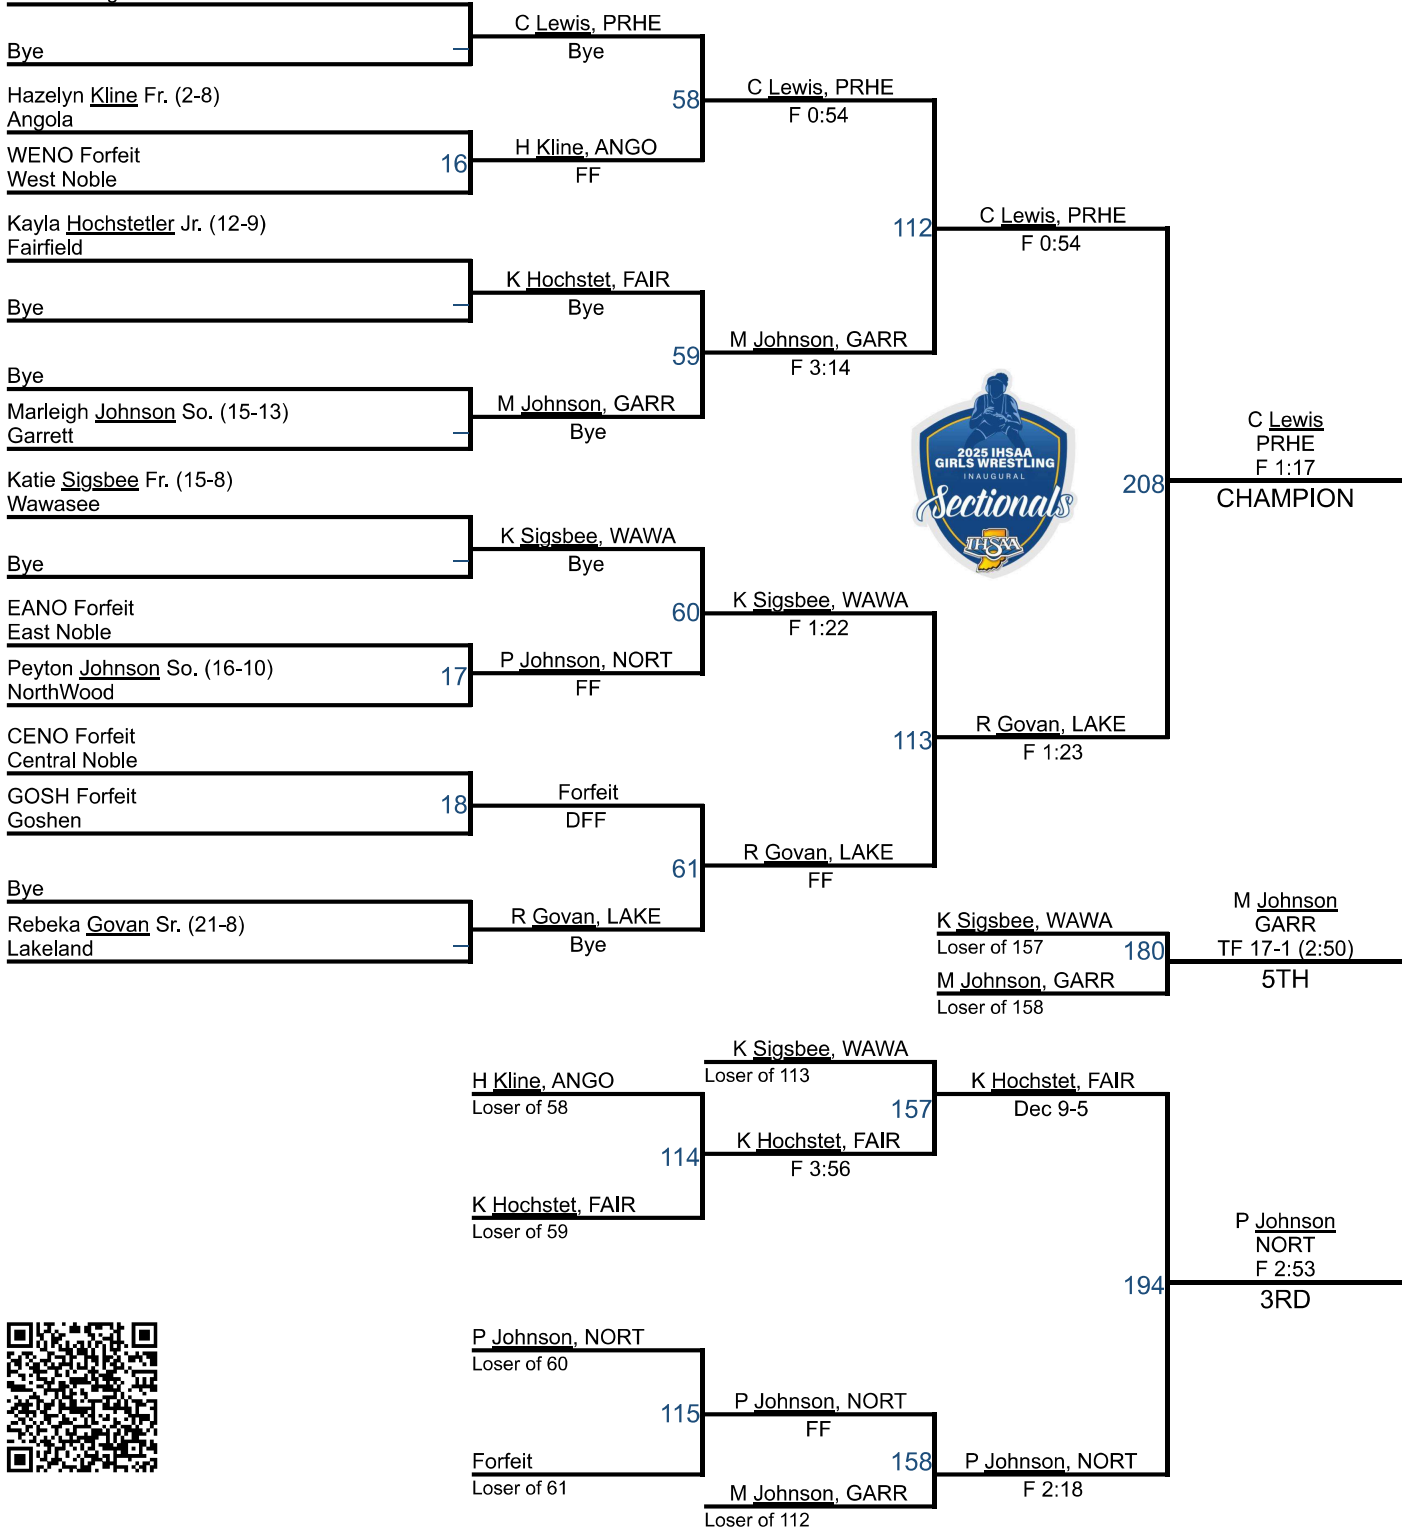 C Lewis, PRHE
Bye
Bye
Hazelyn Kline Fr. (2-8)
Angola
58
C Lewis, PRHE
F 0:54
WENO Forfeit
West Noble
16
H Kline, ANGO
FF
Kayla Hochstetler Jr. (12-9)
Fairfield
112
C Lewis, PRHE
F 0:54
K Hochstet, FAIR
Bye
Bye
59
M Johnson, GARR
F 3:14
Bye
Marleigh Johnson So. (15-13)
Garrett
M Johnson, GARR
Bye
2025 IHSAA
GIRLS WRESTLING
INAUGURAL
Sectionals
IHSAA
208
C Lewis
PRHE
F 1:17
CHAMPION
Katie Sigsbee Fr. (15-8)
Wawasee
K Sigsbee, WAWA
Bye
Bye
60
K Sigsbee, WAWA
F 1:22
EANO Forfeit
East Noble
Peyton Johnson So. (16-10)
NorthWood
17
P Johnson, NORT
FF
113
R Govan, LAKE
F 1:23
CENO Forfeit
Central Noble
GOSH Forfeit
Goshen
18
Forfeit
DFF
61
R Govan, LAKE
FF
Bye
Rebeka Govan Sr. (21-8)
Lakeland
R Govan, LAKE
Bye
K Sigsbee, WAWA
Loser of 157
180
M Johnson, GARR
Loser of 158
M Johnson
GARR
TF 17-1 (2:50)
5TH
K Sigsbee, WAWA
Loser of 113
H Kline, ANGO
Loser of 58
157
K Hochstet, FAIR
Dec 9-5
114
K Hochstet, FAIR
F 3:56
K Hochstet, FAIR
Loser of 59
194
P Johnson
NORT
F 2:53
3RD
P Johnson, NORT
Loser of 60
115
P Johnson, NORT
FF
Forfeit
Loser of 61
158
P Johnson, NORT
F 2:18
M Johnson, GARR
Loser of 112